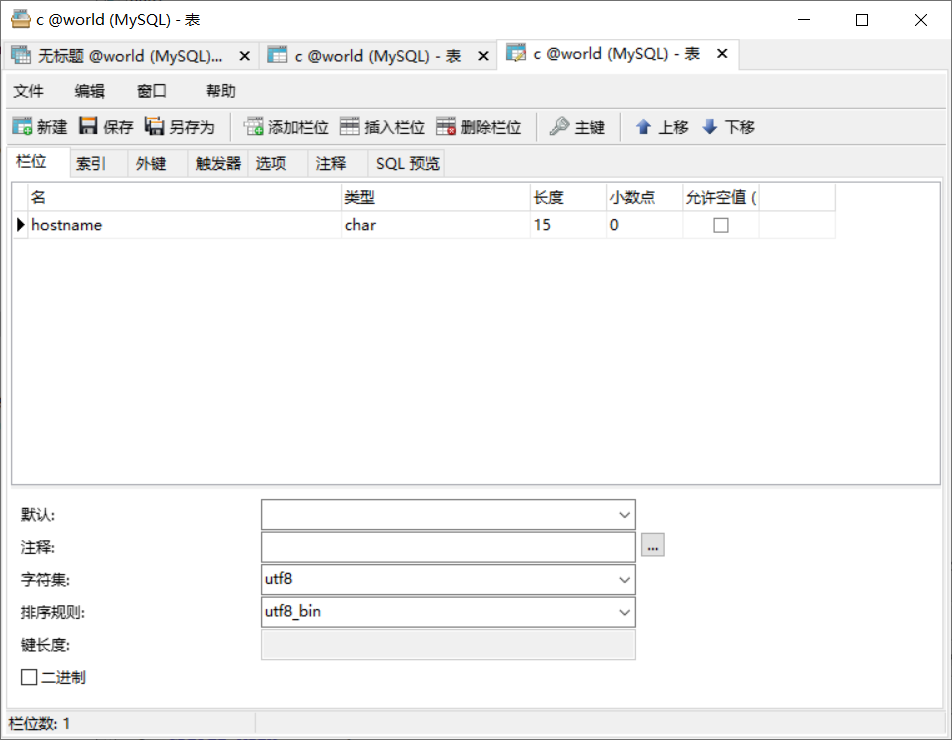 c @world (MySQL) - 表
无标题 @world (MySQL)... c @world (MySQL) - 表 c @world (MySQL) - 表
文件 编辑 窗口 帮助
新建 保存 另存为 添加栏位 插入栏位 删除栏位 主键 上移 下移
栏位 索引 外键 触发器 选项 注释 SQL 预览
名 类型 长度 小数点 允许空值 (
hostname char 15 0
默认:
注释: ...
字符集: utf8
排序规则: utf8_bin
键长度:
二进制
栏位数: 1